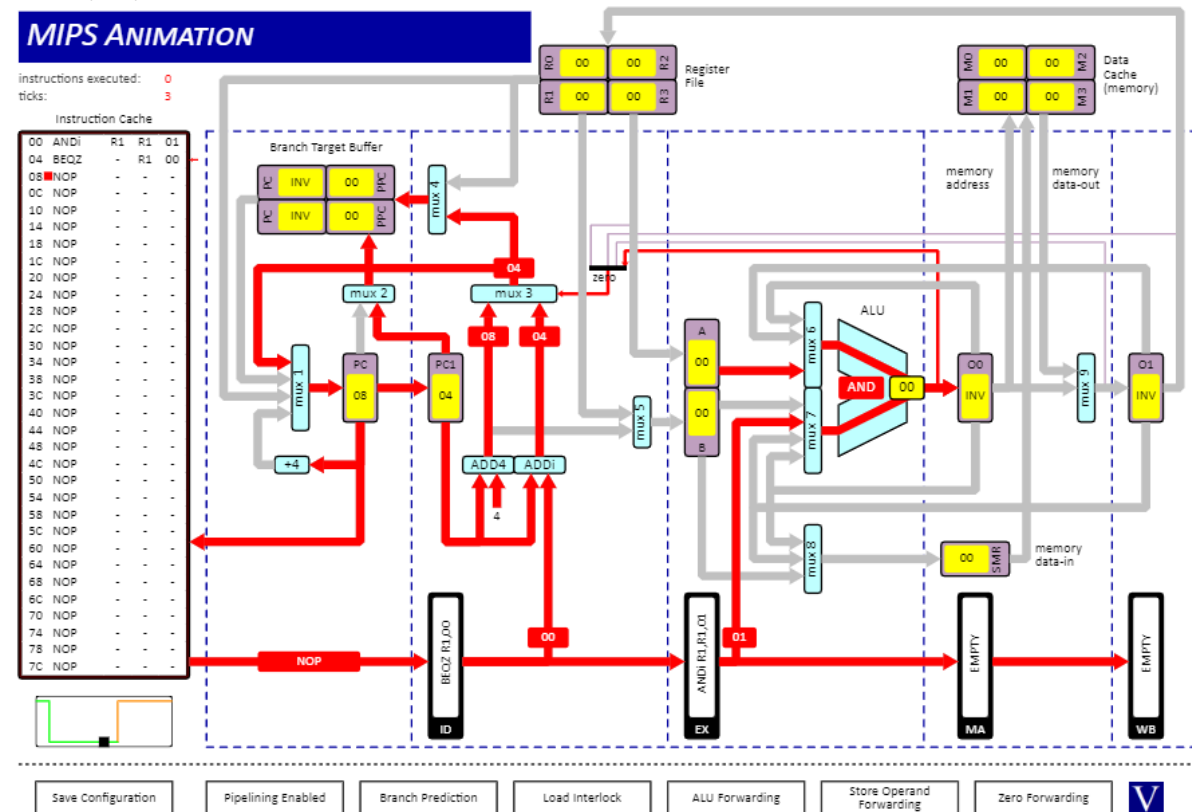 MIPS ANIMATION
instructions executed: 0
ticks: 3
Instruction Cache
00 ANDi R1 R1 01
04 BEQZ - R1 00
08 NOP - - -
0C NOP - - -
10 NOP - - -
14 NOP - - -
18 NOP - - -
1C NOP - - -
20 NOP - - -
24 NOP - - -
28 NOP - - -
2C NOP - - -
30 NOP - - -
34 NOP - - -
38 NOP - - -
3C NOP - - -
40 NOP - - -
44 NOP - - -
48 NOP - - -
4C NOP - - -
50 NOP - - -
54 NOP - - -
58 NOP - - -
5C NOP - - -
60 NOP - - -
64 NOP - - -
68 NOP - - -
6C NOP - - -
70 NOP - - -
74 NOP - - -
78 NOP - - -
7C NOP - - -
R0 00 00 R2
R1 00 00 R3
Register
File
M0 00 00 M2
M1 00 00 M3
Data
Cache
(memory)
Branch Target Buffer
PC INV 00 PPC
PC INV 00 PPC
mux 4
memory
address
memory
data-out
zero
04
mux 2
mux 3
08
04
mux 1
PC
08
PC1
04
+4
ADD4
ADDi
4
mux 5
A
00
00
B
mux 6
mux 7
ALU
AND
00
O0
INV
mux 9
O1
INV
mux 8
00 SMR
memory
data-in
NOP
BEQZ R1,00
ID
00
ANDi R1,R1,01
EX
01
EMPTY
MA
EMPTY
WB
Save Configuration
Pipelining Enabled
Branch Prediction
Load Interlock
ALU Forwarding
Store Operand
Forwarding
Zero Forwarding
V